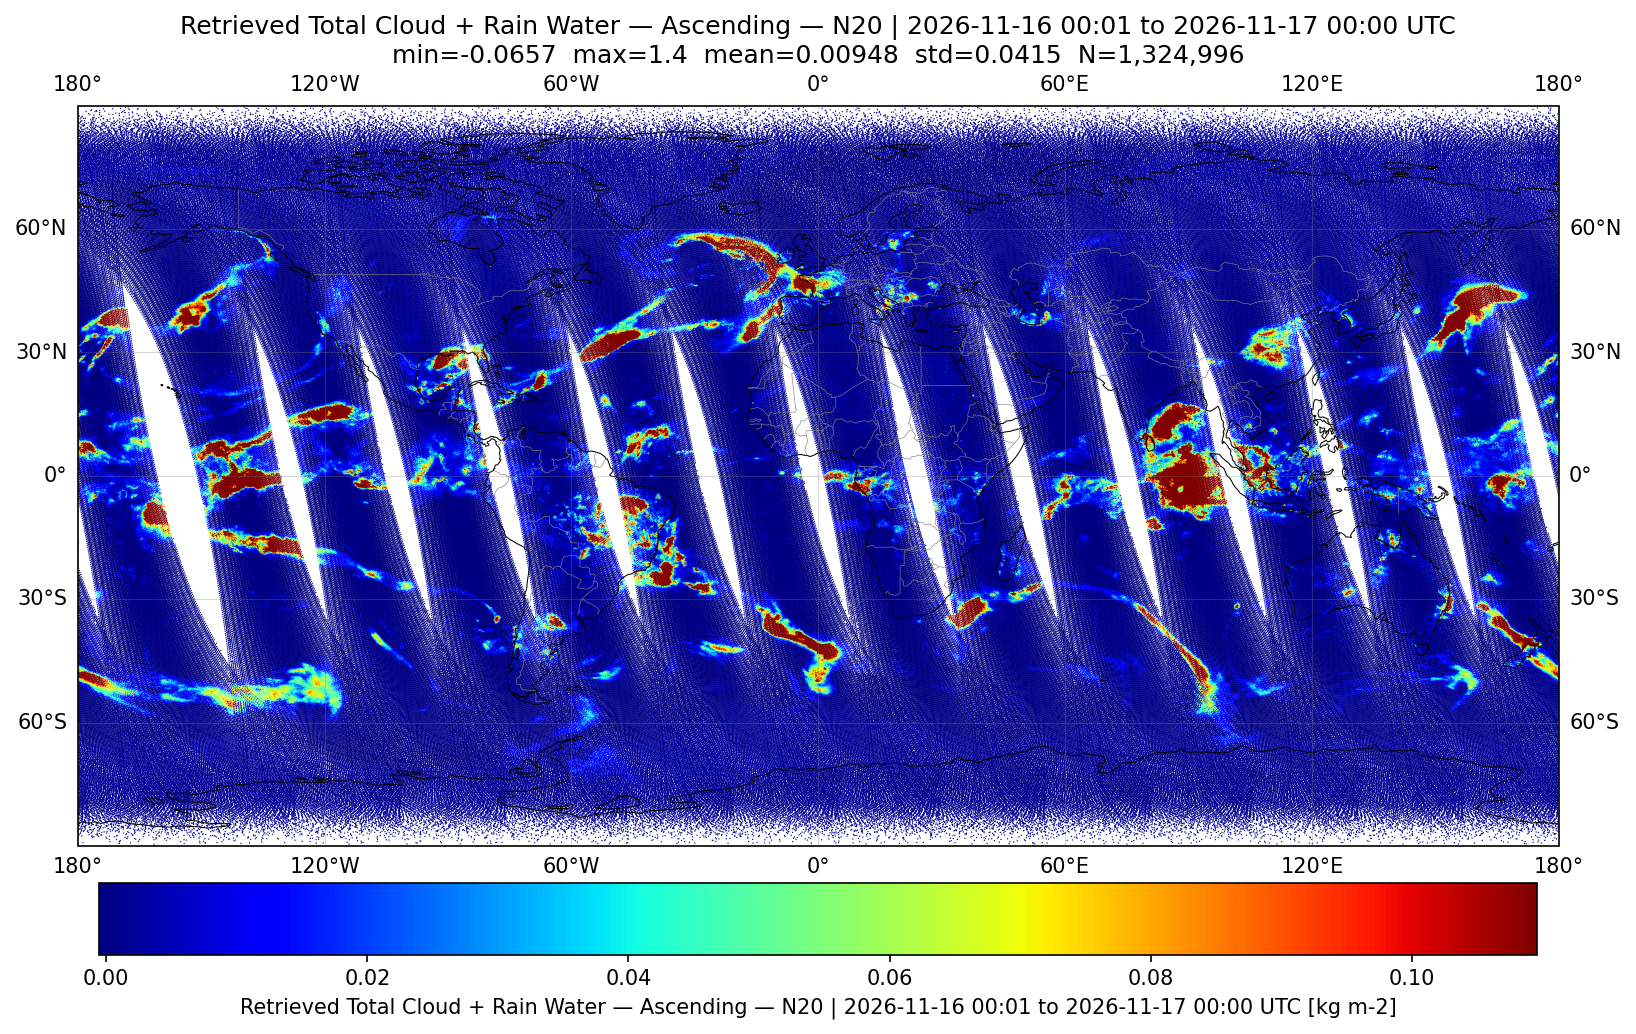 Retrieved Total Cloud + Rain Water — Ascending — N20 | 2026-11-16 00:01 to 2026-11-17 00:00 UTC
min=-0.0657 max=1.4 mean=0.00948 std=0.0415 N=1,324,996
180° 120°W 60°W 0° 60°E 120°E 180°
60°N 60°N
30°N 30°N
0° 0°
30°S 30°S
60°S 60°S
180° 120°W 60°W 0° 60°E 120°E 180°
0.00 0.02 0.04 0.06 0.08 0.10
Retrieved Total Cloud + Rain Water — Ascending — N20 | 2026-11-16 00:01 to 2026-11-17 00:00 UTC [kg m-2]